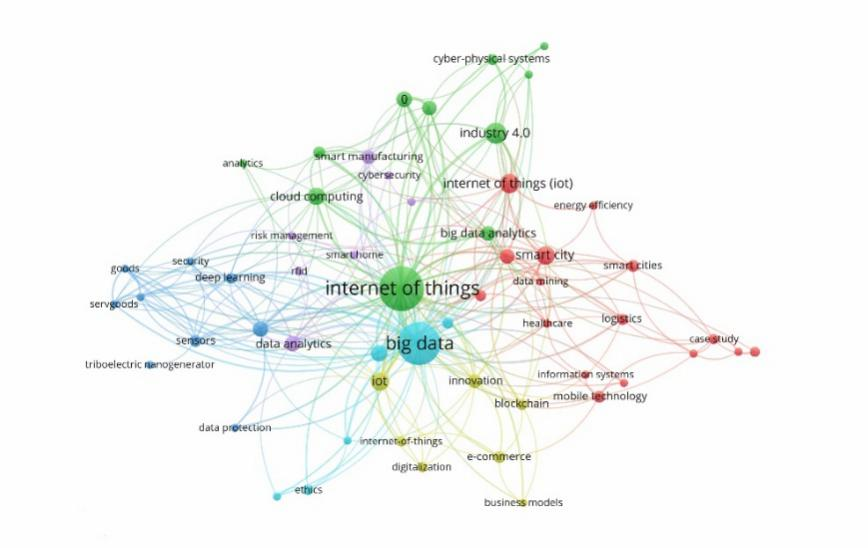 cyber-physical systems
0
industry 4.0
smart manufacturing
analytics
cybersecurity
internet of things (iot)
cloud computing
energy efficiency
big data analytics
risk management
smart home
smart city
security
goods
rfid
smart cities
deep learning
data mining
internet of things
servgoods
logistics
healthcare
sensors
data analytics
big data
case study
triboelectric nanogenerator
information systems
iot
innovation
mobile technology
blockchain
data protection
internet-of-things
e-commerce
digitalization
ethics
business models